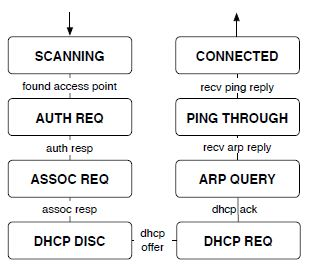 SCANNING
found access point
AUTH REQ
auth resp
ASSOC REQ
assoc resp
DHCP DISC
dhcp
offer
DHCP REQ
dhcp ack
ARP QUERY
recv arp reply
PING THROUGH
recv ping reply
CONNECTED